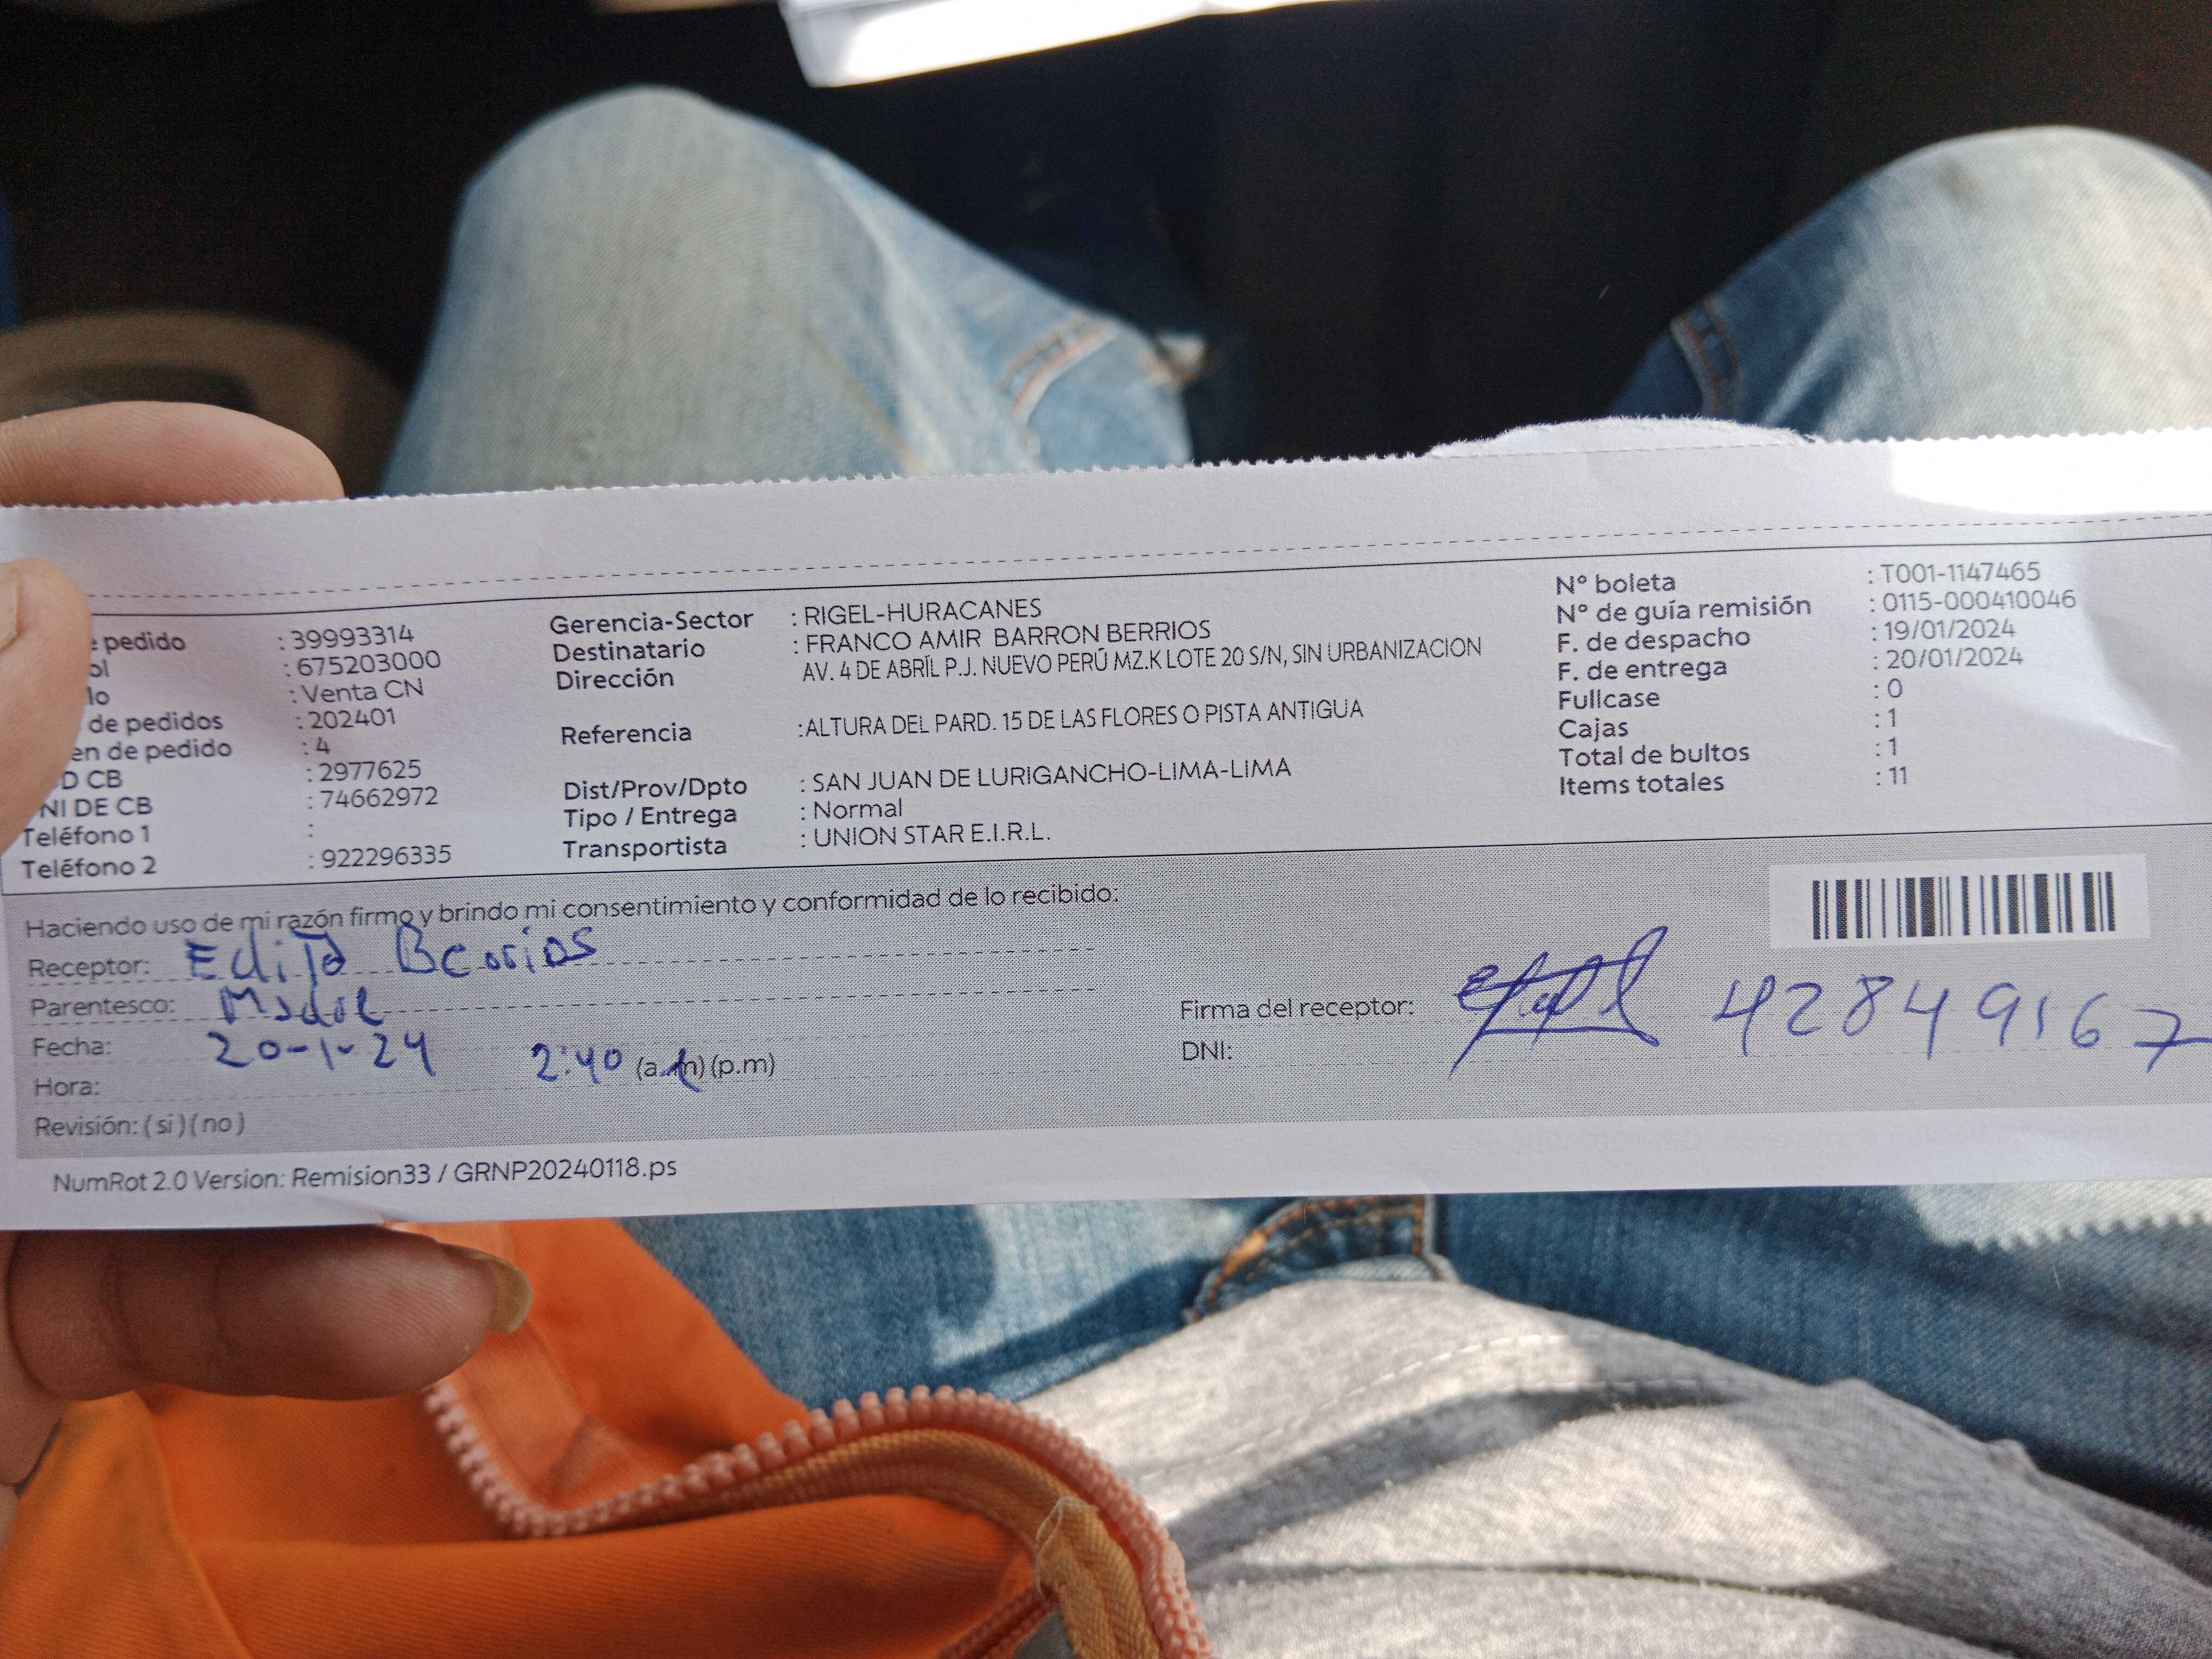 pedido : 39993314
ol : 675203000
lo : Venta CN
de pedidos : 202401
en de pedido : 4
D CB : 2977625
NI DE CB : 74662972
Teléfono 1 :
Teléfono 2 : 922296335
Gerencia-Sector : RIGEL-HURACANES
Destinatario : FRANCO AMIR BARRON BERRIOS
Dirección AV. 4 DE ABRÍL P.J. NUEVO PERÚ MZ.K LOTE 20 S/N, SIN URBANIZACION
Referencia :ALTURA DEL PARD. 15 DE LAS FLORES O PISTA ANTIGUA
Dist/Prov/Dpto : SAN JUAN DE LURIGANCHO-LIMA-LIMA
Tipo / Entrega : Normal
Transportista : UNION STAR E.I.R.L.
N° boleta : T001-1147465
N° de guía remisión : 0115-000410046
F. de despacho : 19/01/2024
F. de entrega : 20/01/2024
Fullcase : 0
Cajas : 1
Total de bultos : 1
Items totales : 11
Haciendo uso de mi razón firmo y brindo mi consentimiento y conformidad de lo recibido:
Receptor: Edita Berrios
Parentesco: Madre
Fecha: 20-1-24
Hora: 2:40 (a.m) (p.m)
Revisión: ( si ) ( no )
Firma del receptor:
DNI: 42849167
NumRot 2.0 Version: Remision33 / GRNP20240118.ps